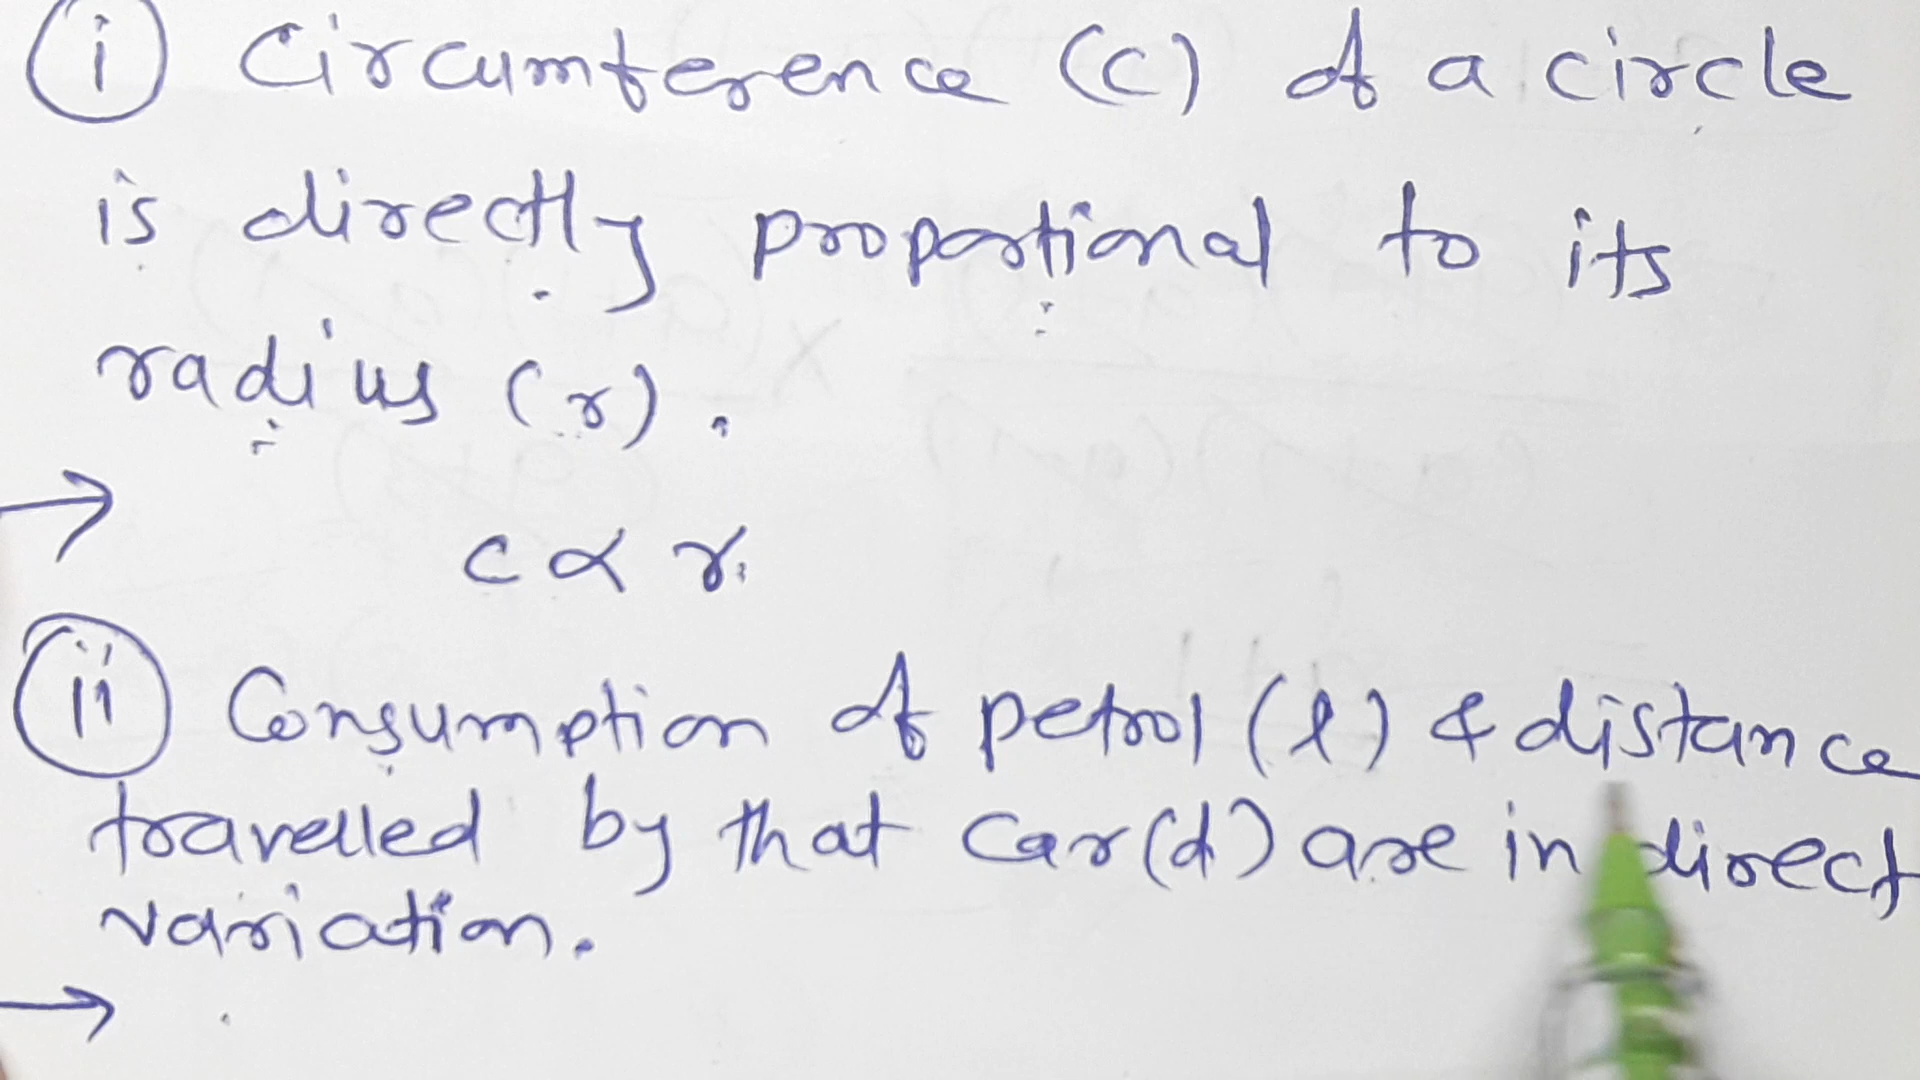 (i) Circumference (c) of a circle
is directly proportional to its
radius (r).
→
c ∝ r.
(ii) Consumption of petrol (l) & distance
travelled by that car (d) are in direct
variation.
→